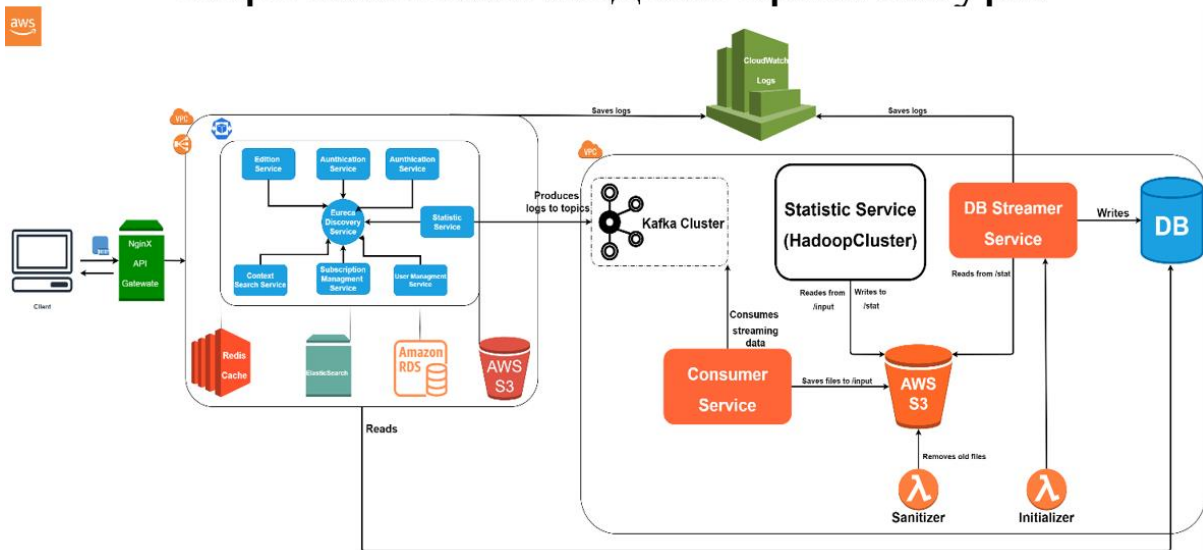 aws
CloudWatch
Logs
Saves logs
Saves logs
VPC
VPC
Edition
Service
Aunthication
Service
Aunthication
Service
Eureca
Discovery
Service
Statistic
Service
Context
Search Service
Subscription
Managment
Service
User Managment
Service
Produces
logs to topics
Kafka Cluster
Statistic Service
(HadoopCluster)
DB Streamer
Service
Writes
DB
NginX
API
Gatewate
Client
Reades from
/input
Writes to
/stat
Reads from /stat
Consumes
streaming
data
Redis
Cache
ElasticSearch
Amazon
RDS
AWS
S3
Consumer
Service
Saves files to /input
AWS
S3
Reads
Removes old files
Sanitizer
Initializer